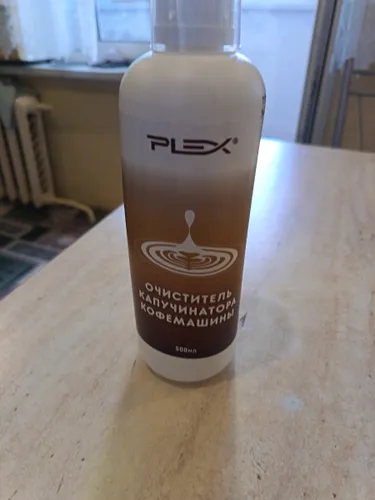 PLEX®
ОЧИСТИТЕЛЬ
КАПУЧИНАТОРА
КОФЕМАШИНЫ
500мл